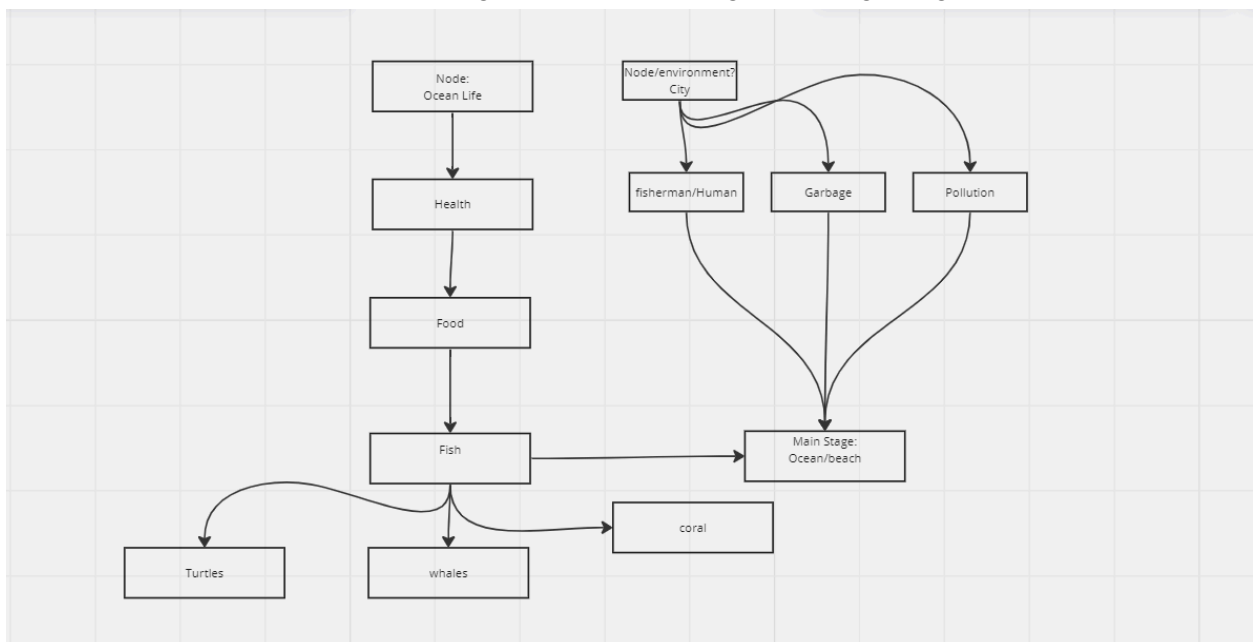 Node:
Ocean Life
Node/environment?
City
Health
fisherman/Human
Garbage
Pollution
Food
Fish
Main Stage:
Ocean/beach
coral
Turtles
whales